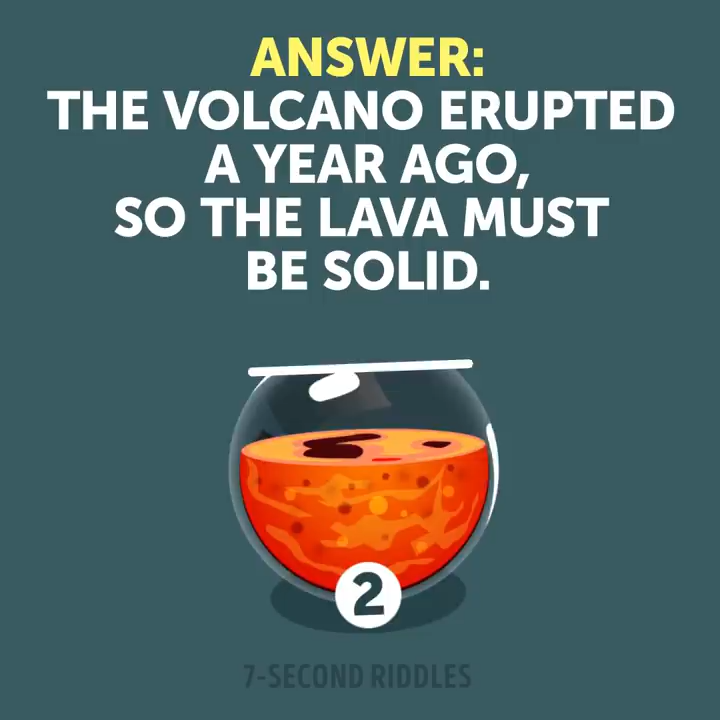 ANSWER:
THE VOLCANO ERUPTED
A YEAR AGO,
SO THE LAVA MUST
BE SOLID.
2
7-SECOND RIDDLES